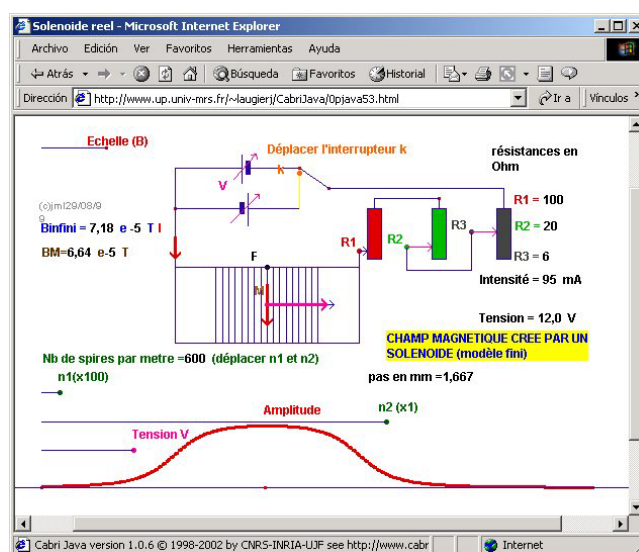 Solenoide reel - Microsoft Internet Explorer
Archivo Edición Ver Favoritos Herramientas Ayuda
Atrás Búsqueda Favoritos Historial
Dirección http://www.up.univ-mrs.fr/~laugierj/CabriJava/0pjava53.html Ir a Vínculos »
Echelle (B)
Déplacer l'interrupteur k
résistances en
Ohm
k
V
(c)jml29/08/9
9
R1 = 100
Binfini = 7,18 e -5 T I
R1 R2 R3 R2 = 20
BM=6,64 e-5 T
F
R3 = 6
M
Intensité = 95 mA
Tension = 12,0 V
CHAMP MAGNETIQUE CREE PAR UN
SOLENOIDE (modèle fini)
Nb de spires par metre =600 (déplacer n1 et n2)
pas en mm =1,667
n1(x100)
Amplitude n2 (x1)
Tension V
Cabri Java version 1.0.6 © 1998-2002 by CNRS-INRIA-UJF see http://www.cabr Internet